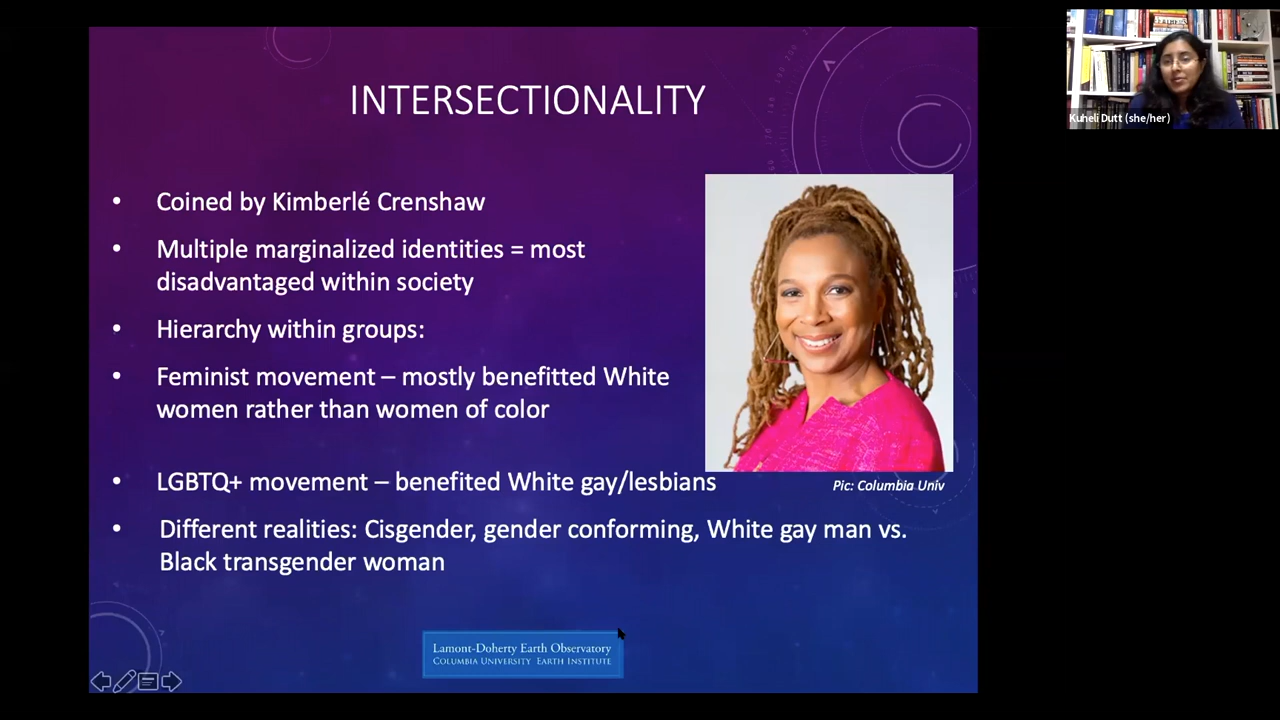 INTERSECTIONALITY
• Coined by Kimberlé Crenshaw
• Multiple marginalized identities = most
disadvantaged within society
• Hierarchy within groups:
• Feminist movement – mostly benefitted White
women rather than women of color
• LGBTQ+ movement – benefited White gay/lesbians
Pic: Columbia Univ
• Different realities: Cisgender, gender conforming, White gay man vs.
Black transgender woman
Lamont-Doherty Earth Observatory
COLUMBIA UNIVERSITY EARTH INSTITUTE
Kuheli Dutt (she/her)